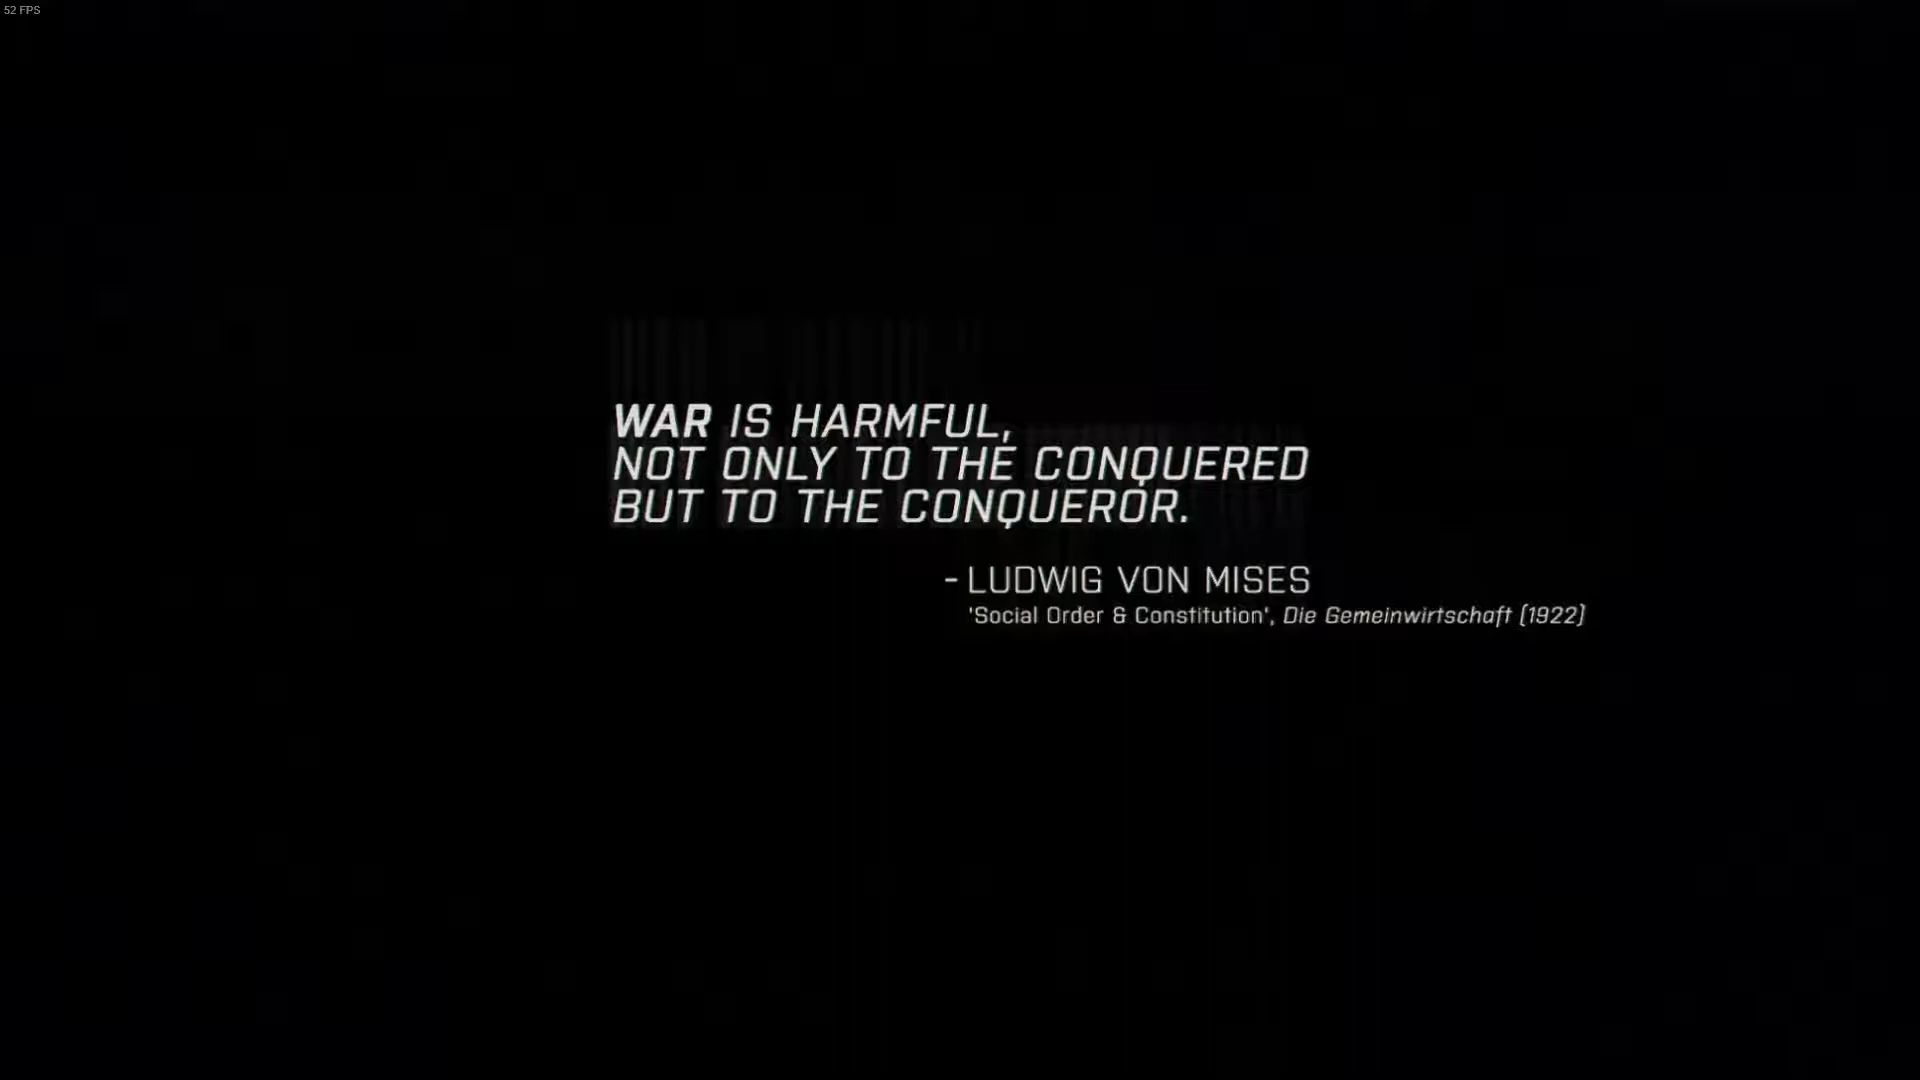 52 FPS
WAR IS HARMFUL,
NOT ONLY TO THE CONQUERED
BUT TO THE CONQUEROR.
- LUDWIG VON MISES
'Social Order & Constitution', Die Gemeinwirtschaft (1922)